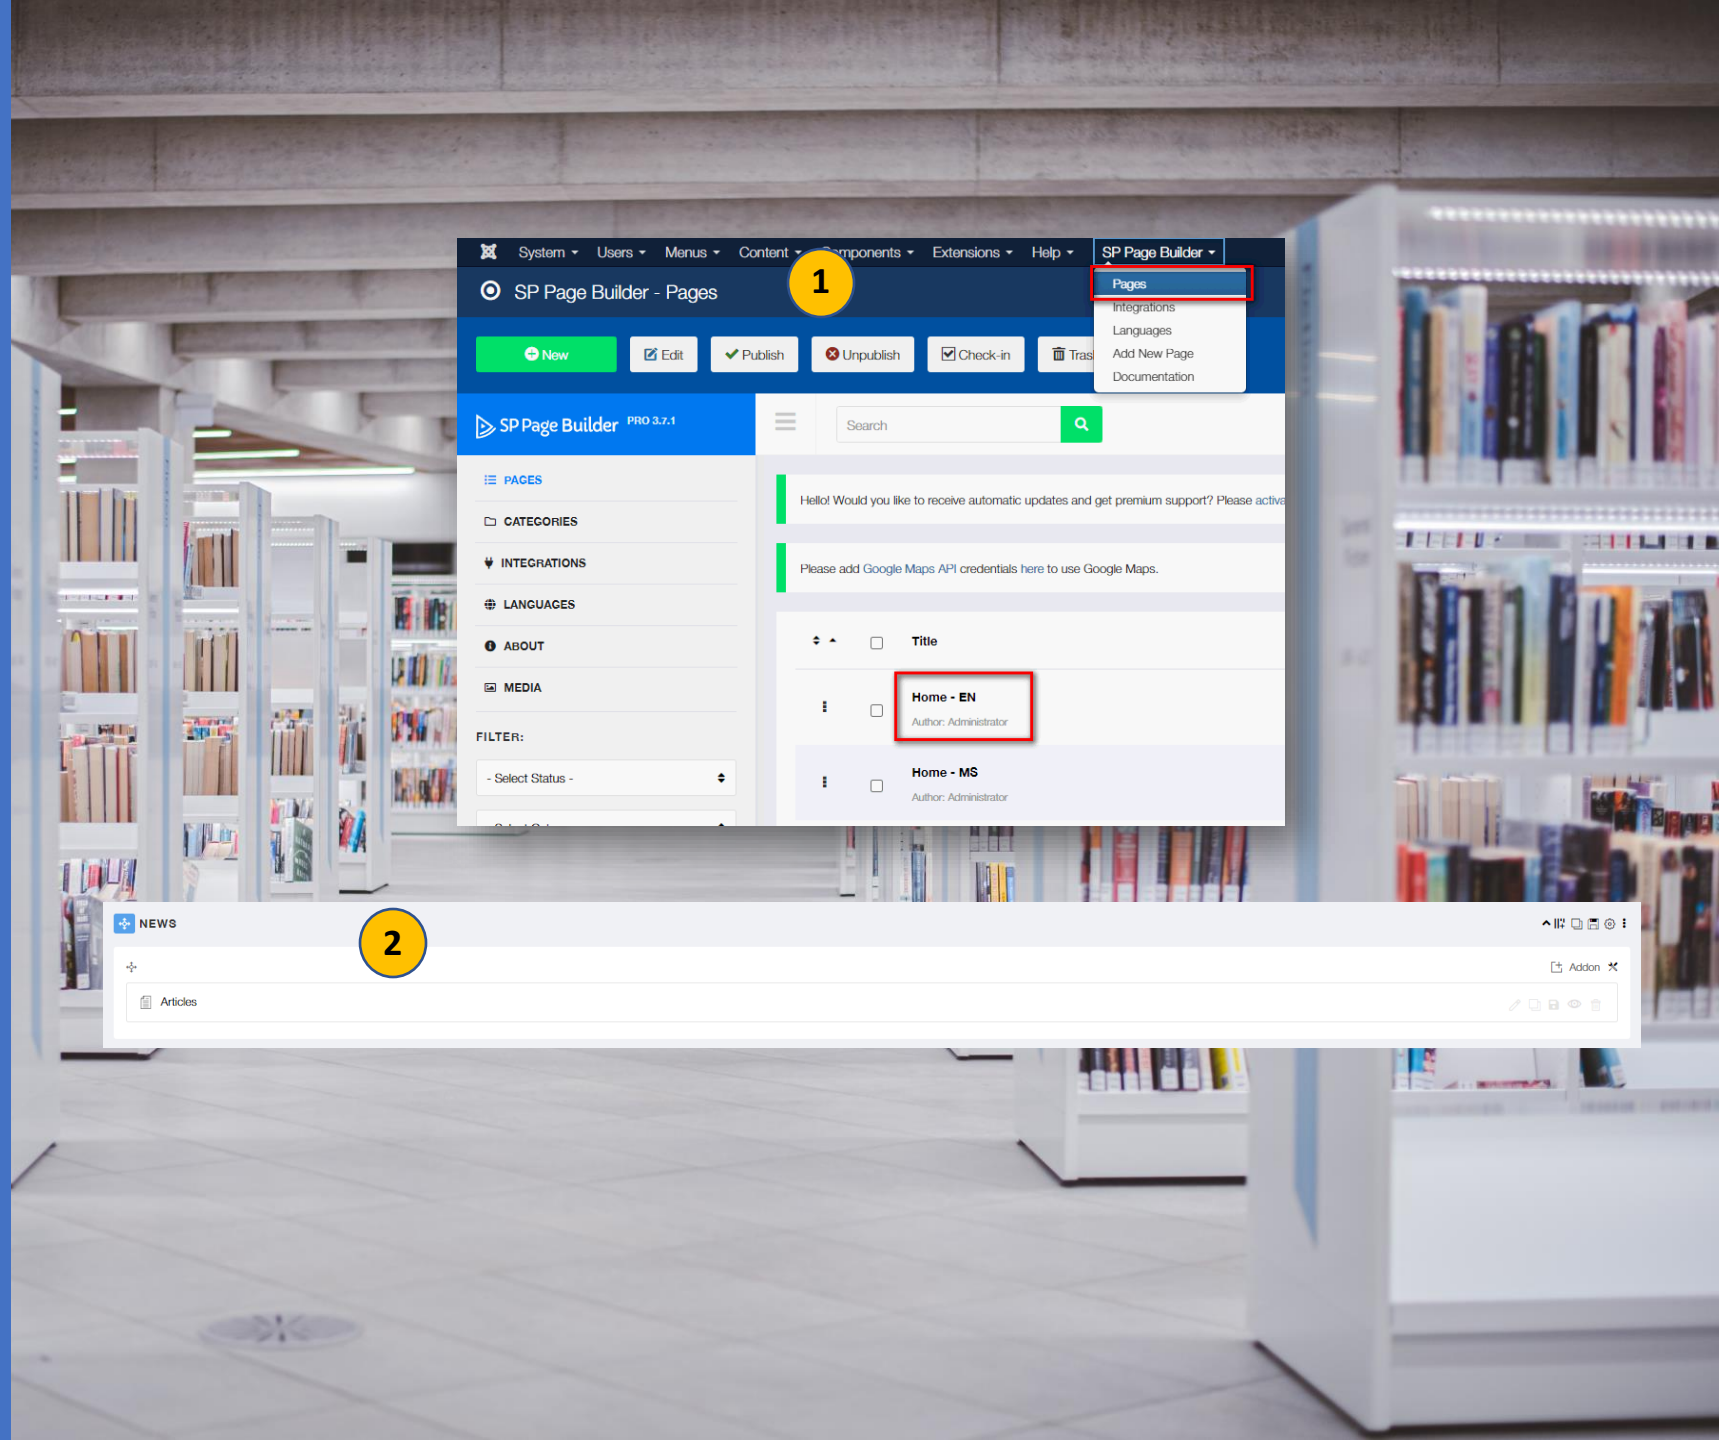 System Users Menus Content Components Extensions Help SP Page Builder
1
SP Page Builder - Pages
Pages
Integrations
Languages
Add New Page
Documentation
New Edit Publish Unpublish Check-in Tras
SP Page Builder PRO 3.7.1
Search
PAGES
CATEGORIES
INTEGRATIONS
LANGUAGES
ABOUT
MEDIA
FILTER:
- Select Status -
Hello! Would you like to receive automatic updates and get premium support? Please activa
Please add Google Maps API credentials here to use Google Maps.
Title
Home - EN
Author: Administrator
Home - MS
Author: Administrator
NEWS
2
Addon
Articles